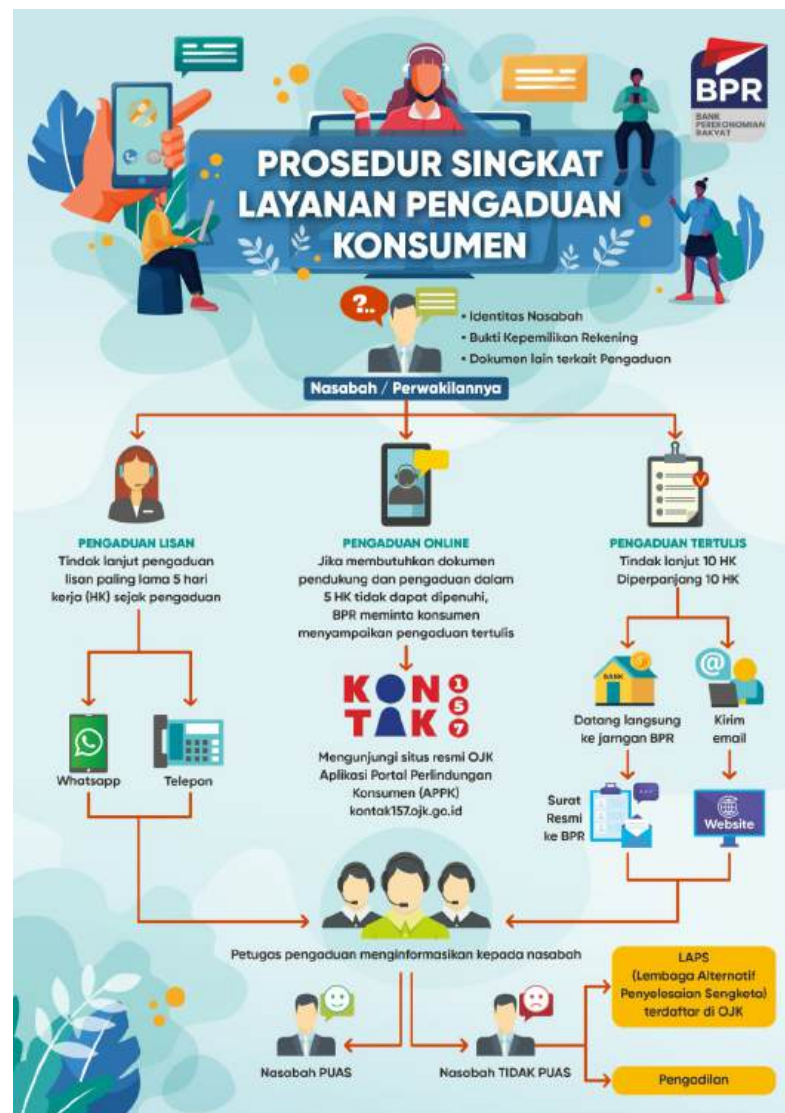 BPR
BANK
PEREKONOMIAN
RAKYAT
PROSEDUR SINGKAT
LAYANAN PENGADUAN
KONSUMEN
?..
• Identitas Nasabah
• Bukti Kepemilikan Rekening
• Dokumen lain terkait Pengaduan
Nasabah / Perwakilannya
PENGADUAN LISAN
Tindak lanjut pengaduan
lisan paling lama 5 hari
kerja (HK) sejak pengaduan
Whatsapp
Telepon
PENGADUAN ONLINE
Jika membutuhkan dokumen
pendukung dan pengaduan dalam
5 HK tidak dapat dipenuhi,
BPR meminta konsumen
menyampaikan pengaduan tertulis
KONTAK 157
Mengunjungi situs resmi OJK
Aplikasi Portal Perlindungan
Konsumen (APPK)
kontak157.ojk.go.id
PENGADUAN TERTULIS
Tindak lanjut 10 HK
Diperpanjang 10 HK
BANK
Datang langsung
ke jarngan BPR
@
Kirim
email
Surat
Resmi
ke BPR
Website
Petugas pengaduan menginformasikan kepada nasabah
Nasabah PUAS
Nasabah TIDAK PUAS
LAPS
(Lembaga Alternatif
Penyelesaian Sengketa)
terdaftar di OJK
Pengadilan